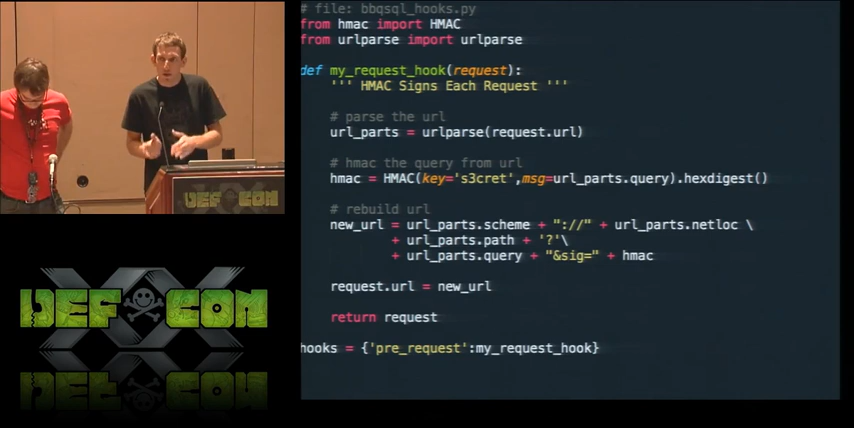 # file: bbqsql_hooks.py
from hmac import HMAC
from urlparse import urlparse
def my_request_hook(request):
''' HMAC Signs Each Request '''
# parse the url
url_parts = urlparse(request.url)
# hmac the query from url
hmac = HMAC(key='s3cret',msg=url_parts.query).hexdigest()
# rebuild url
new_url = url_parts.scheme + "://" + url_parts.netloc \
+ url_parts.path + '?'\
+ url_parts.query + "&sig=" + hmac
request.url = new_url
return request
hooks = {'pre_request':my_request_hook}
DEF CON
XX
DEF CON
DEF CON